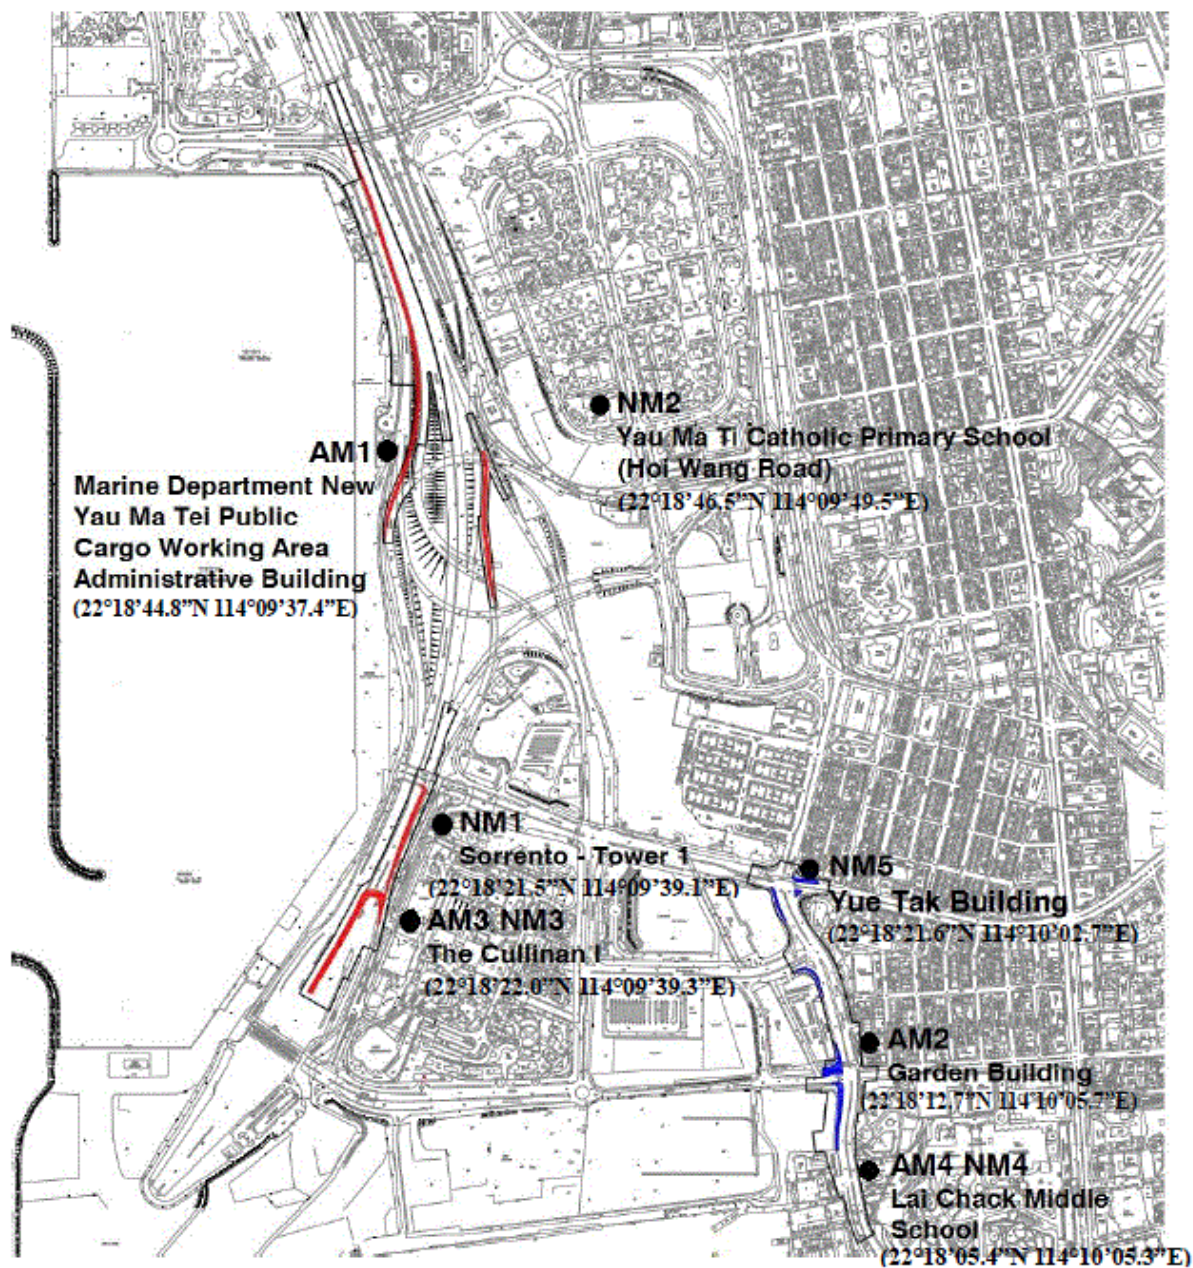 NM2
Yau Ma Ti Catholic Primary School
(Hoi Wang Road)
(22°18’46.5”N 114°09’49.5”E)
AM1
Marine Department New
Yau Ma Tei Public
Cargo Working Area
Administrative Building
(22°18’44.8”N 114°09’37.4”E)
NM1
Sorrento - Tower 1
(22°18’21.5”N 114°09’39.1”E)
AM3 NM3
The Cullinan I
(22°18’22.0”N 114°09’39.3”E)
NM5
Yue Tak Building
(22°18’21.6”N 114°10’02.7”E)
AM2
Garden Building
(22°18’12.7”N 114°10’05.7”E)
AM4 NM4
Lai Chack Middle
School
(22°18’05.4”N 114°10’05.3”E)